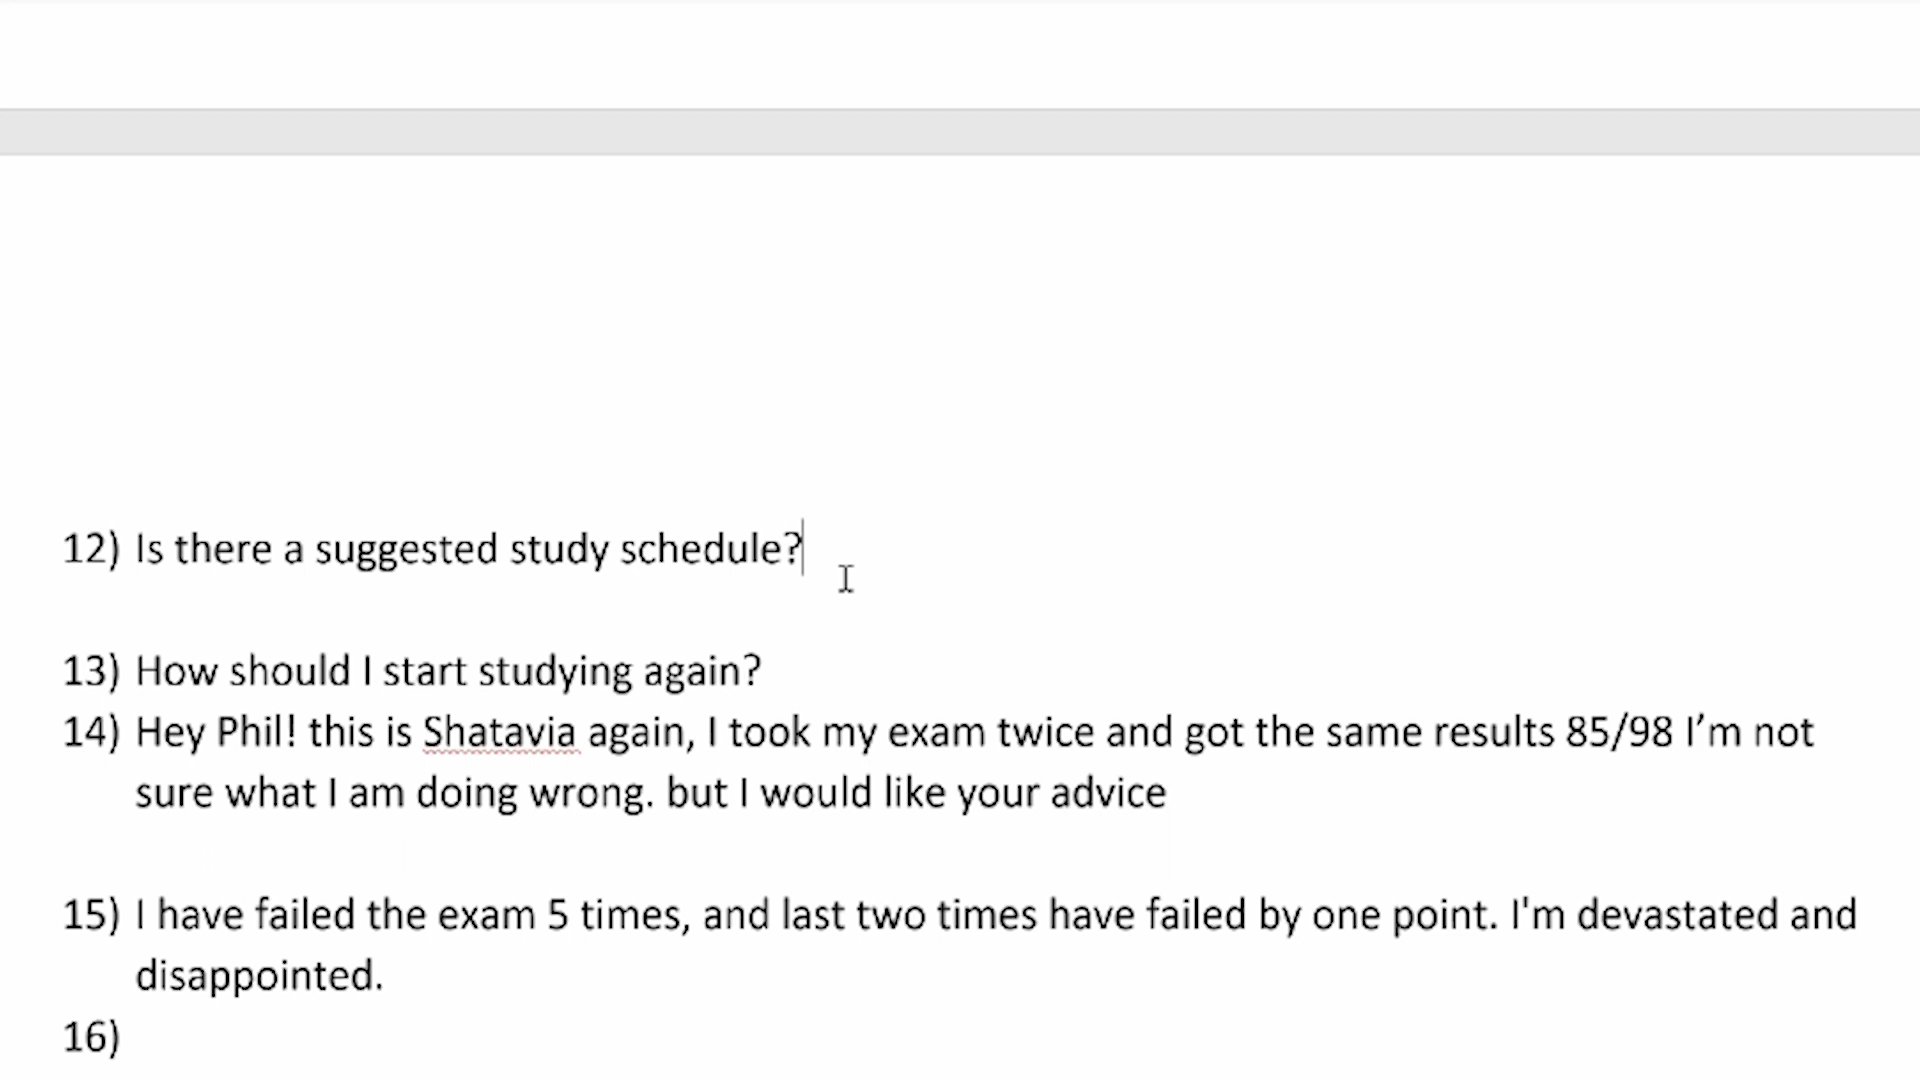 12) Is there a suggested study schedule?
13) How should I start studying again?
14) Hey Phil! this is Shatavia again, I took my exam twice and got the same results 85/98 I’m not
sure what I am doing wrong. but I would like your advice
15) I have failed the exam 5 times, and last two times have failed by one point. I'm devastated and
disappointed.
16)